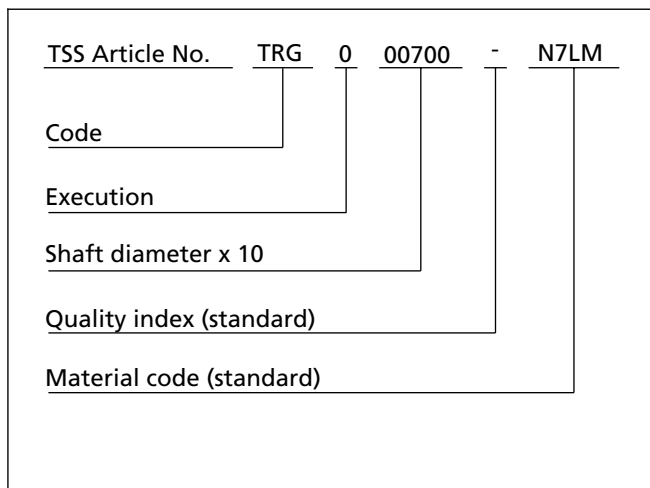 TSS Article No. TRG 0 00700 - N7LM
Code
Execution
Shaft diameter x 10
Quality index (standard)
Material code (standard)